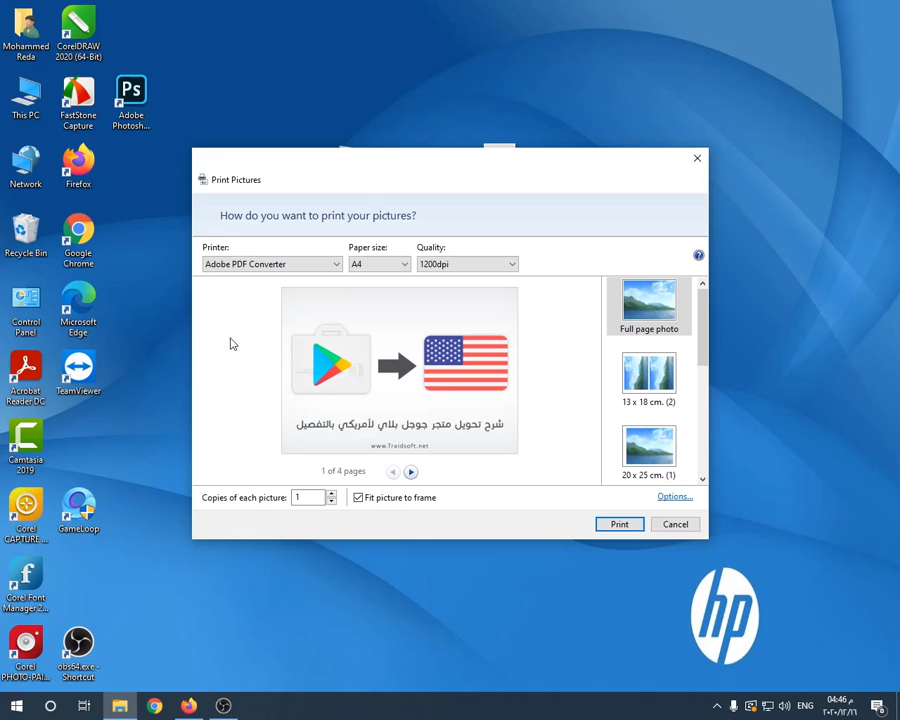 Mohammed
Reda
CorelDRAW
2020 (64-Bit)
This PC
FastStone
Capture
Ps
Adobe
Photosh...
Network
Firefox
Recycle Bin
Google
Chrome
Control
Panel
Microsoft
Edge
Acrobat
Reader DC
TeamViewer
Camtasia
2019
Corel
CAPTURE ...
GameLoop
Corel Font
Manager 2...
Corel
PHOTO-PAI...
obs64.exe -
Shortcut
Print Pictures
How do you want to print your pictures?
Printer:
Paper size:
Quality:
Adobe PDF Converter
A4
1200dpi
شرح تحويل متجر جوجل بلاي لأمريكي بالتفصيل
www.Traidsoft.net
1 of 4 pages
Full page photo
13 x 18 cm. (2)
20 x 25 cm. (1)
Copies of each picture:
1
Fit picture to frame
Options...
Print
Cancel
hp
ENG
04:46 م